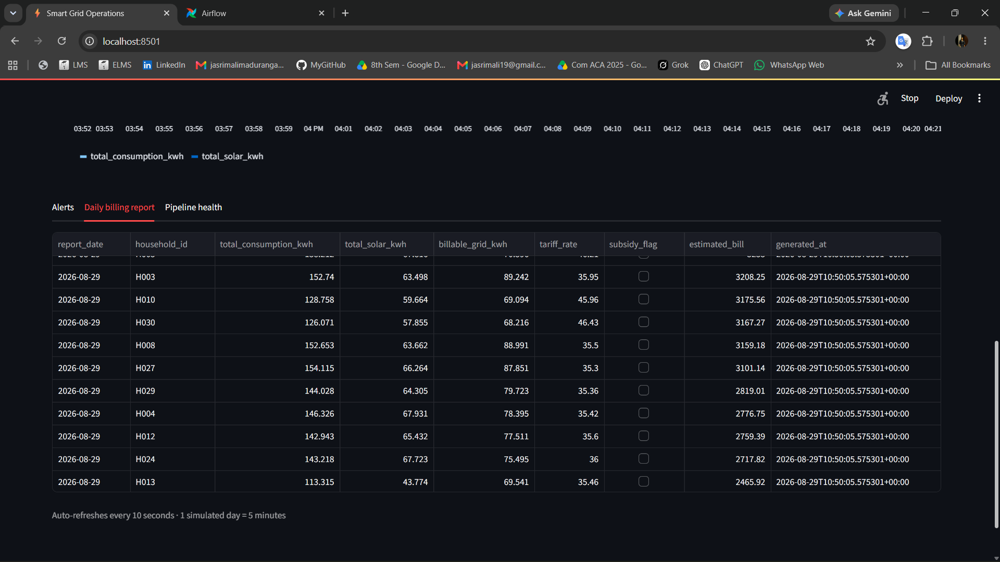 Smart Grid Operations
Airflow
Ask Gemini
localhost:8501
LMS
ELMS
LinkedIn
jasrimalimaduranga...
MyGitHub
8th Sem - Google D...
jasrimali19@gmail.c...
Com ACA 2025 - Go...
Grok
ChatGPT
WhatsApp Web
All Bookmarks
Stop
Deploy
03:52 03:53 03:54 03:55 03:56 03:57 03:58 03:59 04 PM 04:01 04:02 04:03 04:04 04:05 04:06 04:07 04:08 04:09 04:10 04:11 04:12 04:13 04:14 04:15 04:16 04:17 04:18 04:19 04:20 04:21
total_consumption_kwh total_solar_kwh
Alerts Daily billing report Pipeline health
report_date household_id total_consumption_kwh total_solar_kwh billable_grid_kwh tariff_rate subsidy_flag estimated_bill generated_at
2026-08-29 H003 152.74 63.498 89.242 35.95 3208.25 2026-08-29T10:50:05.575301+00:00
2026-08-29 H010 128.758 59.664 69.094 45.96 3175.56 2026-08-29T10:50:05.575301+00:00
2026-08-29 H030 126.071 57.855 68.216 46.43 3167.27 2026-08-29T10:50:05.575301+00:00
2026-08-29 H008 152.653 63.662 88.991 35.5 3159.18 2026-08-29T10:50:05.575301+00:00
2026-08-29 H027 154.115 66.264 87.851 35.3 3101.14 2026-08-29T10:50:05.575301+00:00
2026-08-29 H029 144.028 64.305 79.723 35.36 2819.01 2026-08-29T10:50:05.575301+00:00
2026-08-29 H004 146.326 67.931 78.395 35.42 2776.75 2026-08-29T10:50:05.575301+00:00
2026-08-29 H012 142.943 65.432 77.511 35.6 2759.39 2026-08-29T10:50:05.575301+00:00
2026-08-29 H024 143.218 67.723 75.495 36 2717.82 2026-08-29T10:50:05.575301+00:00
2026-08-29 H013 113.315 43.774 69.541 35.46 2465.92 2026-08-29T10:50:05.575301+00:00
Auto-refreshes every 10 seconds · 1 simulated day = 5 minutes